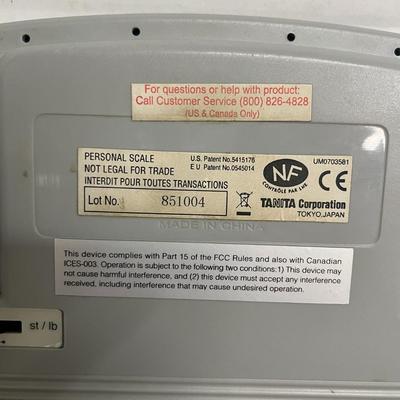 For questions or help with product:
Call Customer Service (800) 826-4828
(US & Canada Only)
PERSONAL SCALE
NOT LEGAL FOR TRADE
INTERDIT POUR TOUTES TRANSACTIONS
U.S. Patent No.5415176
E U Patent No.0545014
Lot No. 851004
NF
CONTRÔLÉ PAR LNE
UM0703581
CE
TANITA Corporation
TOKYO,JAPAN
MADE IN CHINA
This device complies with Part 15 of the FCC Rules and also with Canadian
ICES-003. Operation is subject to the following two conditions:1) This device may
not cause harmful interference, and (2) this device must accept any interference
received, including interference that may cause undesired operation.
st / lb